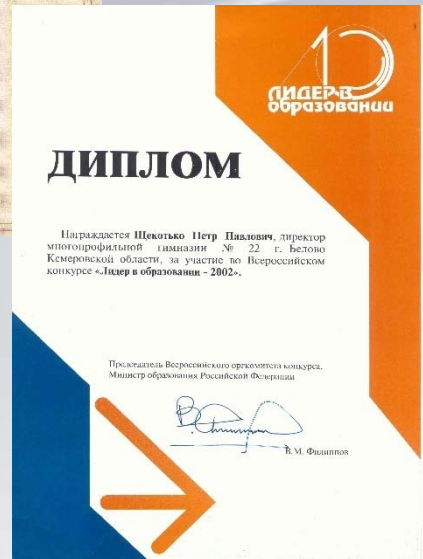 ЛИДЕР В
образовании
ДИПЛОМ
Награждается Щекотько Петр Павлович, директор
многопрофильной гимназии № 22 г. Белово
Кемеровской области, за участие во Всероссийском
конкурсе «Лидер в образовании - 2002».
Председатель Всероссийского оргкомитета конкурса,
Министр образования Российской Федерации
В.М. Филиппов